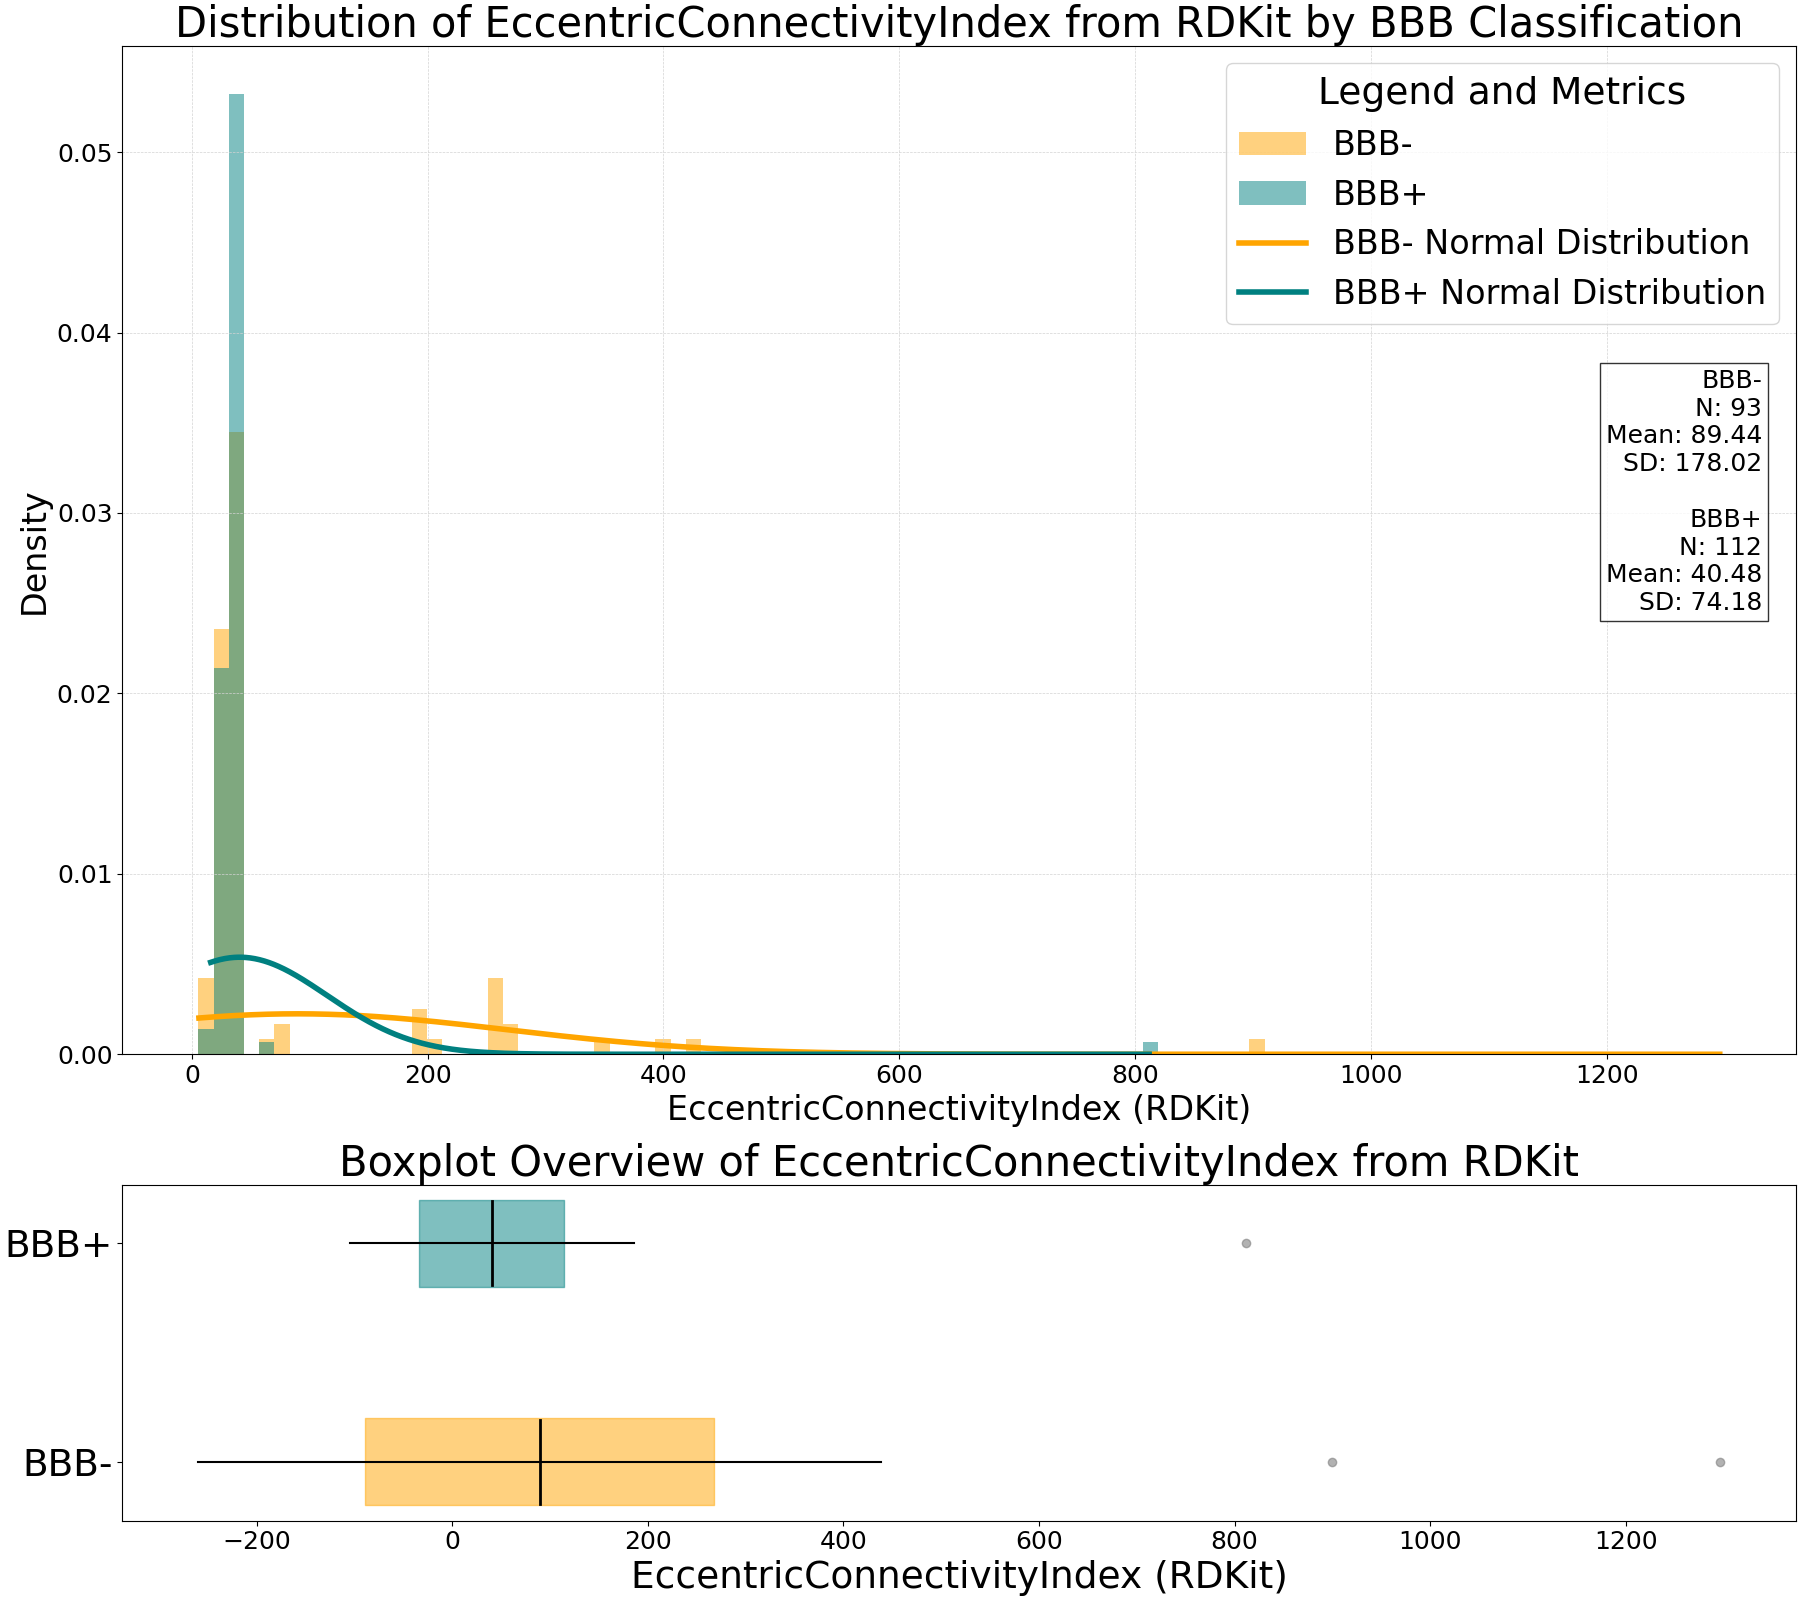 Distribution of EccentricConnectivityIndex from RDKit by BBB Classification
Legend and Metrics
BBB-
BBB+
BBB- Normal Distribution
BBB+ Normal Distribution
BBB-
N: 93
Mean: 89.44
SD: 178.02
BBB+
N: 112
Mean: 40.48
SD: 74.18
Density
0.05
0.04
0.03
0.02
0.01
0.00
0 200 400 600 800 1000 1200
EccentricConnectivityIndex (RDKit)
Boxplot Overview of EccentricConnectivityIndex from RDKit
BBB+
BBB-
−200 0 200 400 600 800 1000 1200
EccentricConnectivityIndex (RDKit)